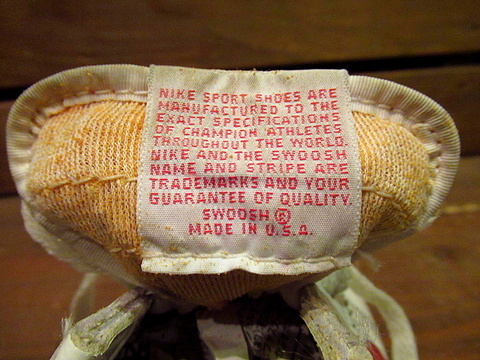 NIKE SPORT SHOES ARE
MANUFACTURED TO THE
EXACT SPECIFICATIONS
OF CHAMPION ATHLETES
THROUGHOUT THE WORLD.
NIKE AND THE SWOOSH
NAME AND STRIPE ARE
TRADEMARKS AND YOUR
GUARANTEE OF QUALITY.
SWOOSH ®
MADE IN U.S.A.